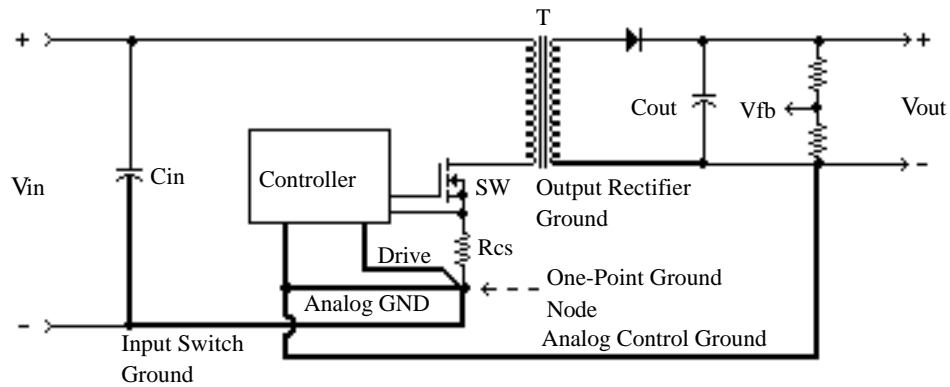 T
+
+
Cout
Vfb
Vout
Controller
Vin
Cin
SW
-
Output Rectifier
Ground
Rcs
Drive
One-Point Ground
Node
Analog GND
-
Analog Control Ground
Input Switch
Ground